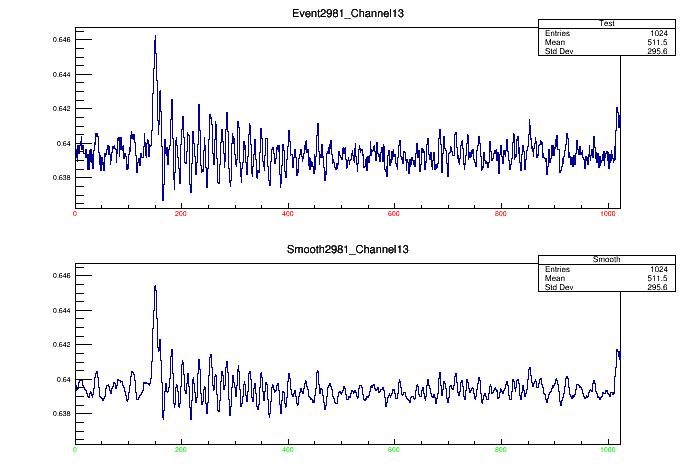 Event2981_Channel13
Test
Entries 1024
Mean 511.5
Std Dev 295.6
0.646
0.644
0.642
0.64
0.638
0 200 400 600 800 1000
Smooth2981_Channel13
Smooth
Entries 1024
Mean 511.5
Std Dev 295.6
0.646
0.644
0.642
0.64
0.638
0 200 400 600 800 1000